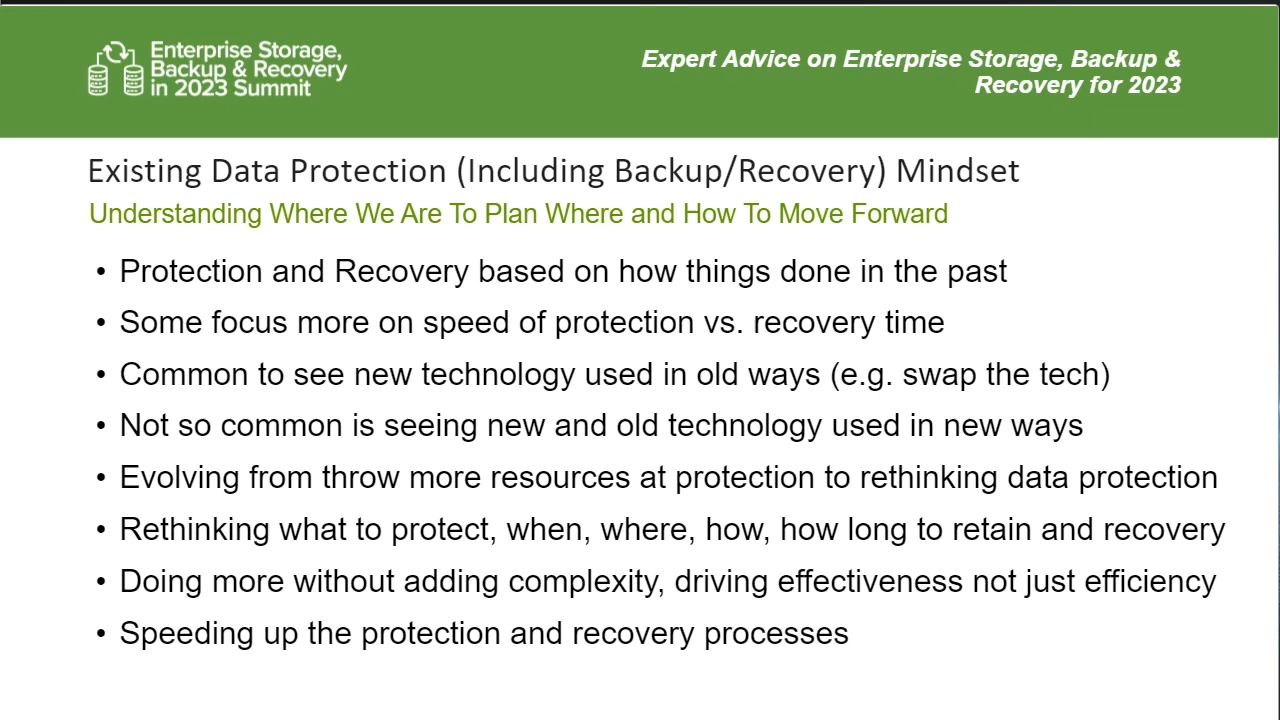 Enterprise Storage,
Backup & Recovery
in 2023 Summit
Expert Advice on Enterprise Storage, Backup &
Recovery for 2023
Existing Data Protection (Including Backup/Recovery) Mindset
Understanding Where We Are To Plan Where and How To Move Forward
• Protection and Recovery based on how things done in the past
• Some focus more on speed of protection vs. recovery time
• Common to see new technology used in old ways (e.g. swap the tech)
• Not so common is seeing new and old technology used in new ways
• Evolving from throw more resources at protection to rethinking data protection
• Rethinking what to protect, when, where, how, how long to retain and recovery
• Doing more without adding complexity, driving effectiveness not just efficiency
• Speeding up the protection and recovery processes